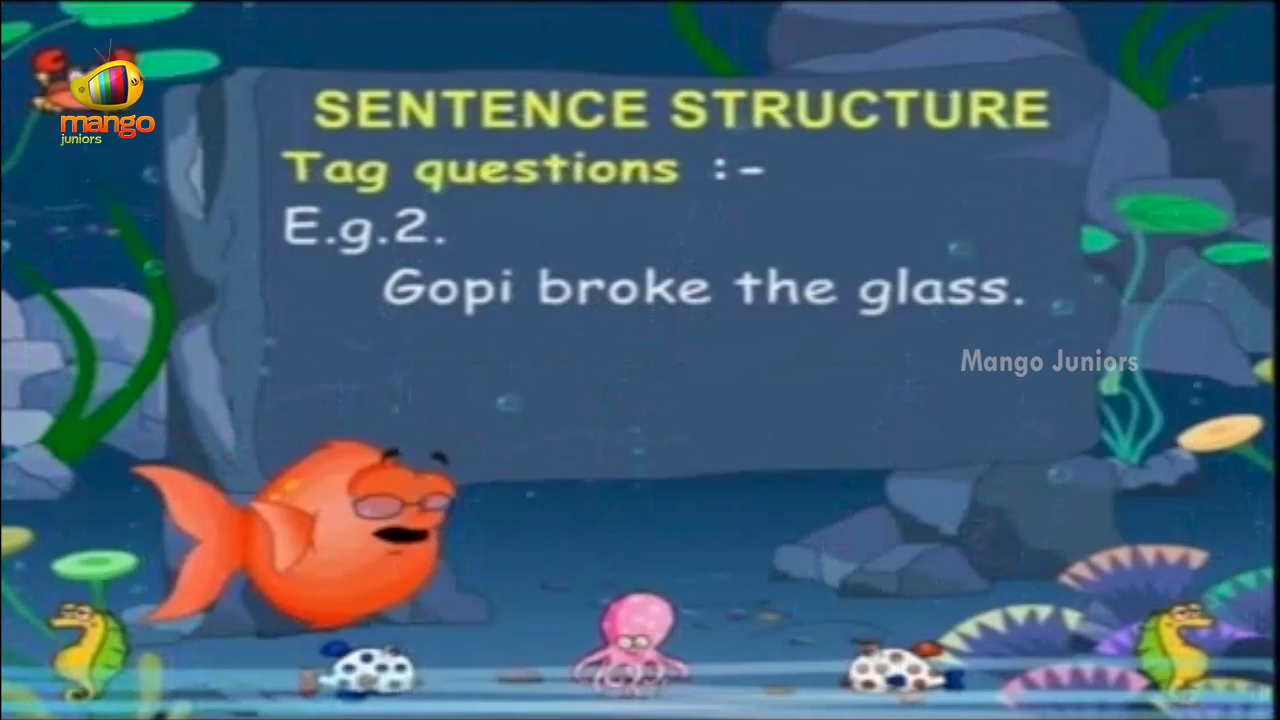 mango
juniors
SENTENCE STRUCTURE
Tag questions :-
E.g.2.
Gopi broke the glass.
Mango Juniors